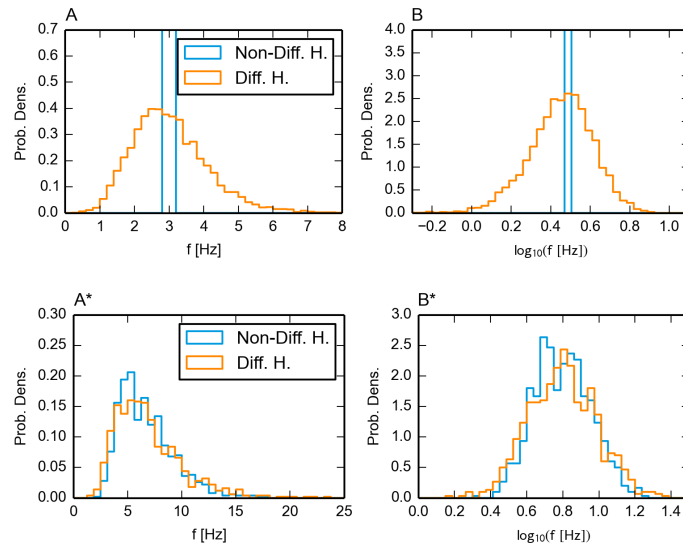 A
0.7
0.6
0.5
0.4
0.3
0.2
0.1
0.0
Prob. Dens.
Non-Diff. H.
Diff. H.
0 1 2 3 4 5 6 7 8
f [Hz]
B
4.0
3.5
3.0
2.5
2.0
1.5
1.0
0.5
0.0
Prob. Dens.
−0.2 0.0 0.2 0.4 0.6 0.8 1.0
log10(f [Hz])
A*
0.30
0.25
0.20
0.15
0.10
0.05
0.00
Prob. Dens.
Non-Diff. H.
Diff. H.
0 5 10 15 20 25
f [Hz]
B*
3.0
2.5
2.0
1.5
1.0
0.5
0.0
Prob. Dens.
0.0 0.2 0.4 0.6 0.8 1.0 1.2 1.4
log10(f [Hz])